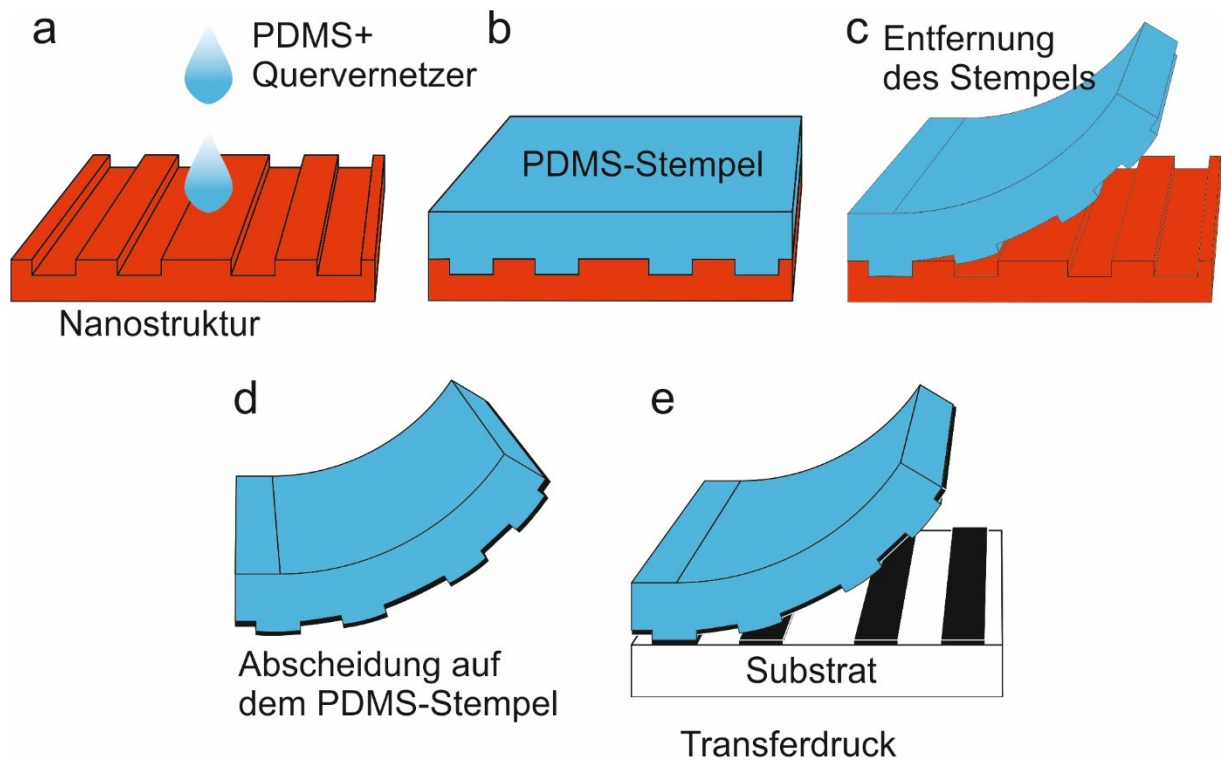 a
PDMS+
Quervernetzer
Nanostruktur
b
PDMS-Stempel
c
Entfernung
des Stempels
d
Abscheidung auf
dem PDMS-Stempel
e
Substrat
Transferdruck